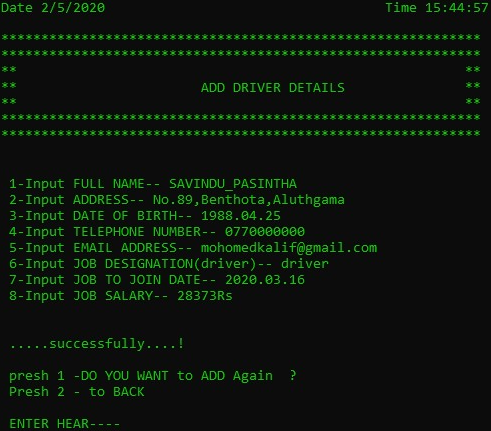 Date 2/5/2020 Time 15:44:57
************************************************************
************************************************************
** **
** ADD DRIVER DETAILS **
** **
************************************************************
************************************************************
1-Input FULL NAME-- SAVINDU_PASINTHA
2-Input ADDRESS-- No.89,Benthota,Aluthgama
3-Input DATE OF BIRTH-- 1988.04.25
4-Input TELEPHONE NUMBER-- 0770000000
5-Input EMAIL ADDRESS-- mohomedkalif@gmail.com
6-Input JOB DESIGNATION(driver)-- driver
7-Input JOB TO JOIN DATE-- 2020.03.16
8-Input JOB SALARY-- 28373Rs
.....successfully....!
presh 1 -DO YOU WANT to ADD Again ?
Presh 2 - to BACK
ENTER HEAR----